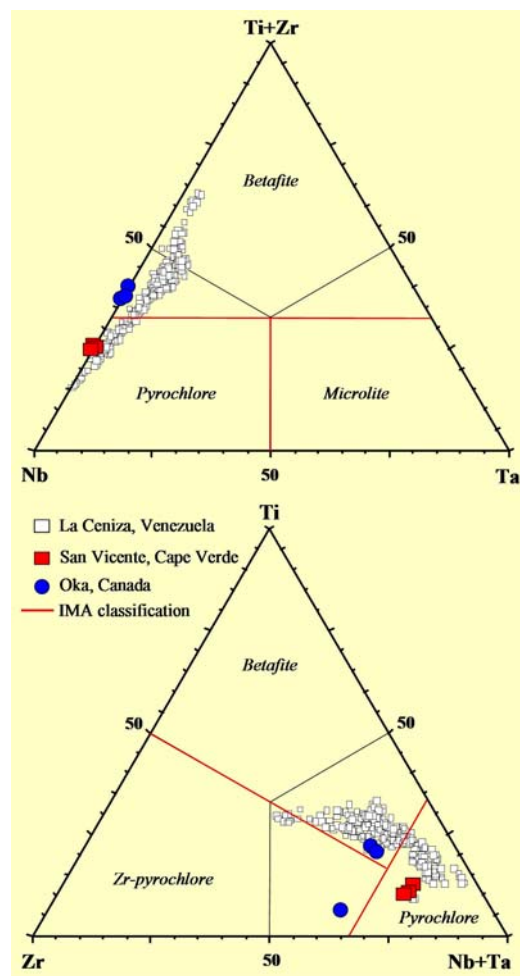 Ti+Zr
Betafite
50 50
Pyrochlore Microlite
Nb 50 Ta
La Ceniza, Venezuela
San Vicente, Cape Verde
Oka, Canada
IMA classification
Ti
Betafite
50 50
Zr-pyrochlore Pyrochlore
Zr 50 Nb+Ta